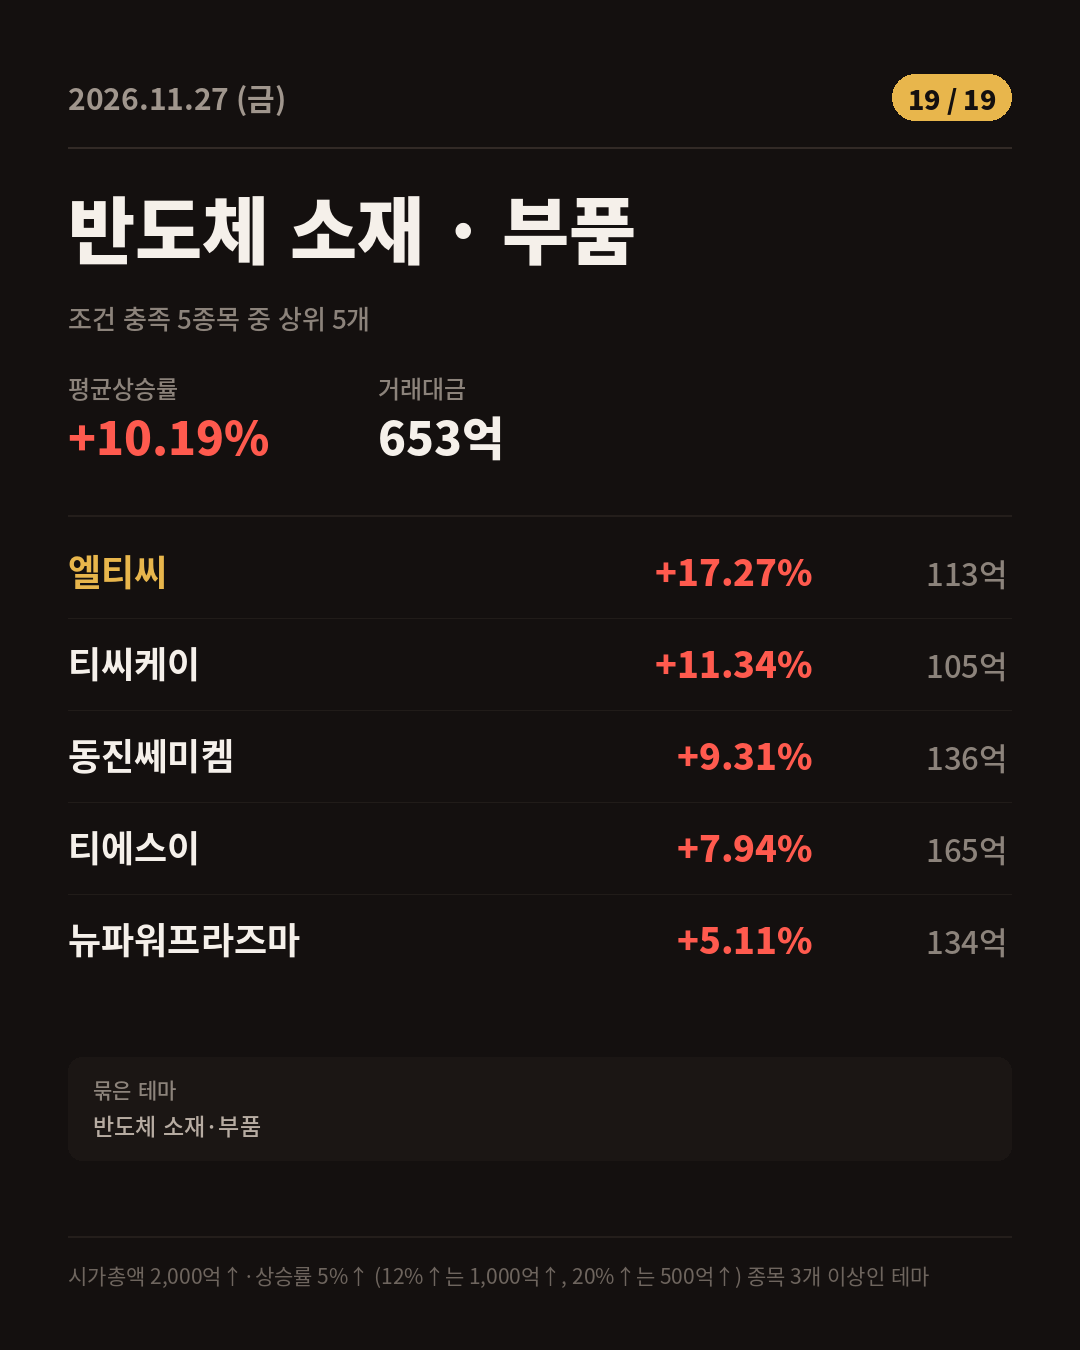 2026.11.27 (금)
19 / 19
반도체 소재 · 부품
조건 충족 5종목 중 상위 5개
평균상승률 거래대금
+10.19% 653억
엘티씨 +17.27% 113억
티씨케이 +11.34% 105억
동진쎄미켐 +9.31% 136억
티에스이 +7.94% 165억
뉴파워프라즈마 +5.11% 134억
묶은 테마
반도체 소재·부품
시가총액 2,000억↑·상승률 5%↑ (12%↑는 1,000억↑, 20%↑는 500억↑) 종목 3개 이상인 테마